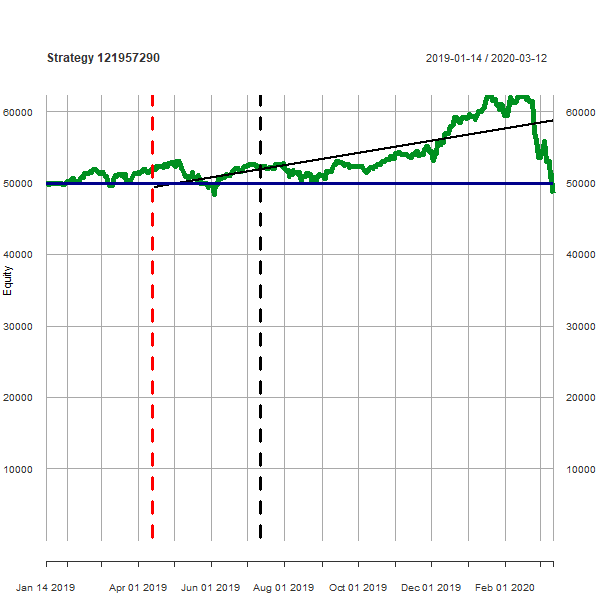 Strategy 121957290 2019-01-14 / 2020-03-12
60000 60000
50000 50000
40000 40000
Equity
30000 30000
20000 20000
10000 10000
Jan 14 2019 Apr 01 2019 Jun 01 2019 Aug 01 2019 Oct 01 2019 Dec 01 2019 Feb 01 2020